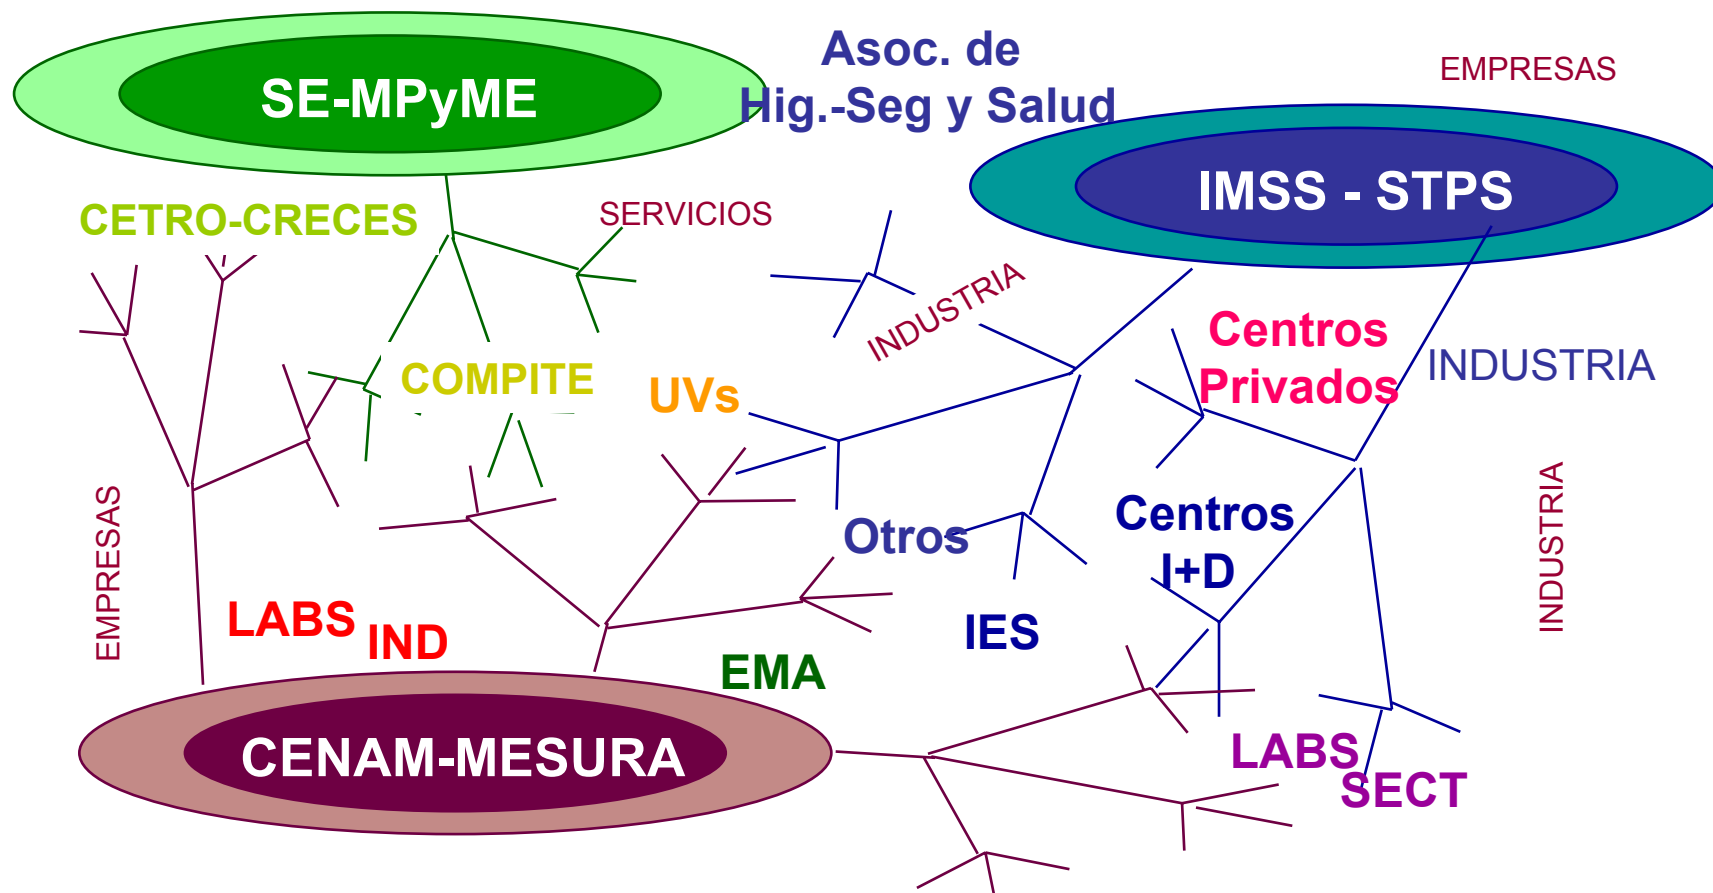 Asoc. de
Hig.-Seg y Salud
EMPRESAS
SE-MPyME
IMSS - STPS
CETRO-CRECES
SERVICIOS
INDUSTRIA
Centros
Privados
INDUSTRIA
COMPITE
UVs
EMPRESAS
Otros
Centros
I+D
INDUSTRIA
LABS
IND
IES
EMA
CENAM-MESURA
LABS
SECT